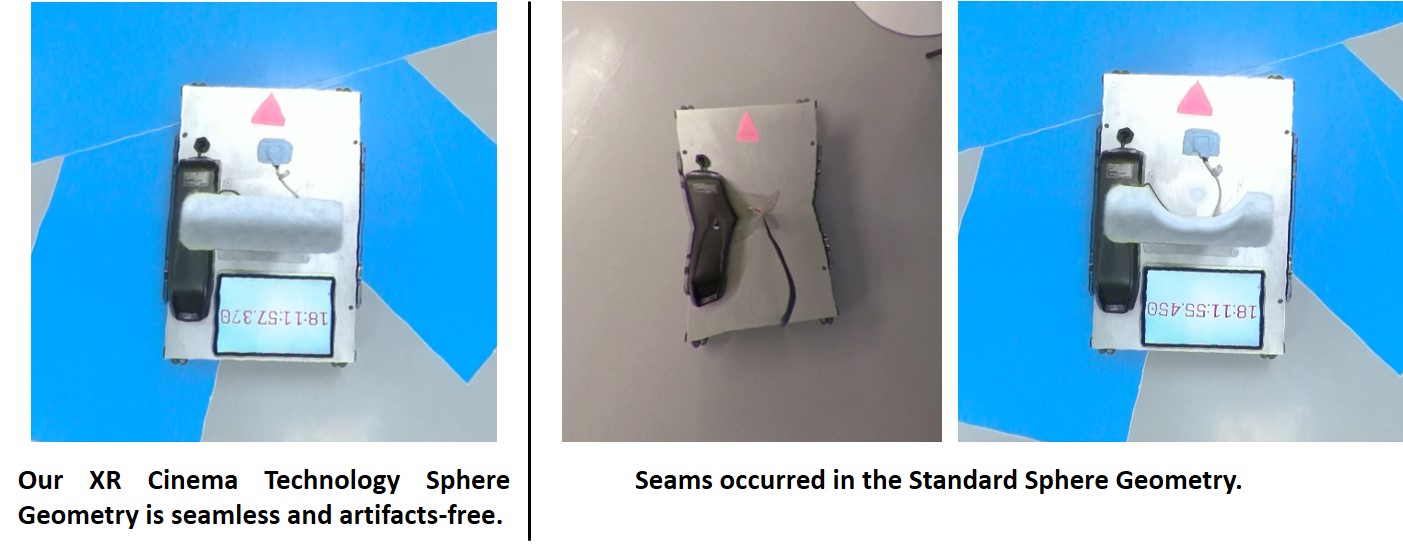 18:11:57.370
18:11:55.450
Our XR Cinema Technology Sphere
Geometry is seamless and artifacts-free.
Seams occurred in the Standard Sphere Geometry.